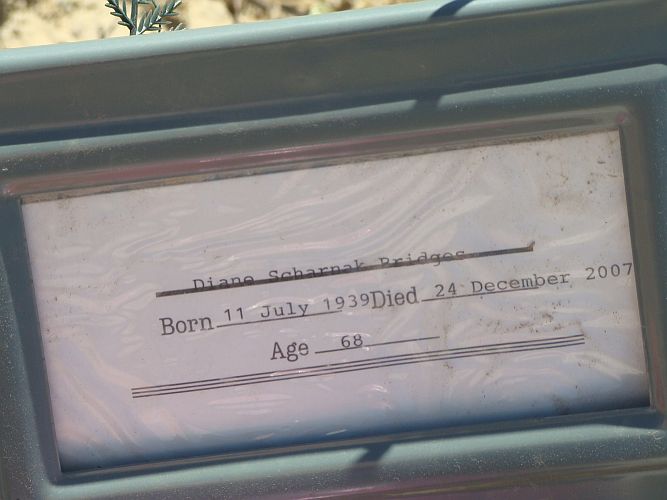 Diane Scharnak Bridges
Born 11 July 1939 Died 24 December 2007
Age 68